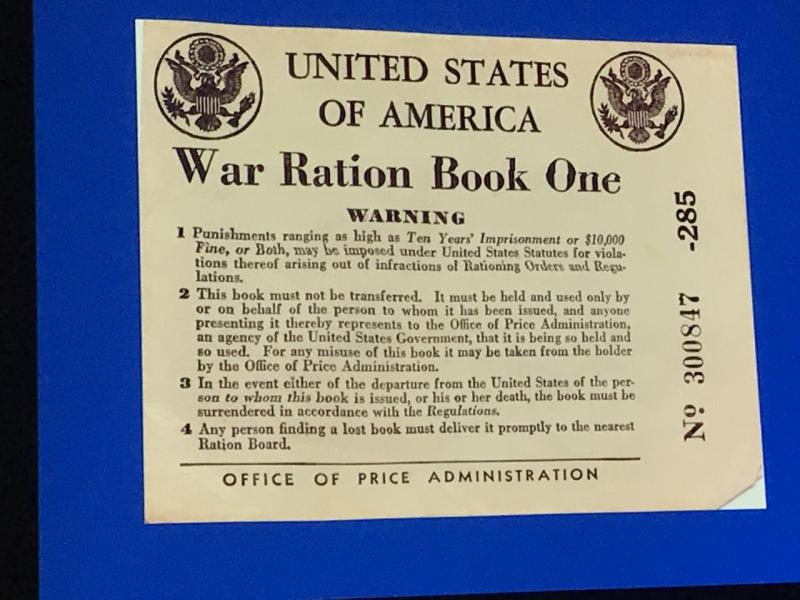 UNITED STATES
OF AMERICA
War Ration Book One
WARNING
1 Punishments ranging as high as Ten Years' Imprisonment or $10,000
Fine, or Both, may be imposed under United States Statutes for viola-
tions thereof arising out of infractions of Rationing Orders and Regu-
lations.
2 This book must not be transferred. It must be held and used only by
or on behalf of the person to whom it has been issued, and anyone
presenting it thereby represents to the Office of Price Administration,
an agency of the United States Government, that it is being so held and
so used. For any misuse of this book it may be taken from the holder
by the Office of Price Administration.
3 In the event either of the departure from the United States of the per-
son to whom this book is issued, or his or her death, the book must be
surrendered in accordance with the Regulations.
4 Any person finding a lost book must deliver it promptly to the nearest
Ration Board.
OFFICE OF PRICE ADMINISTRATION
Nº 300847 -285